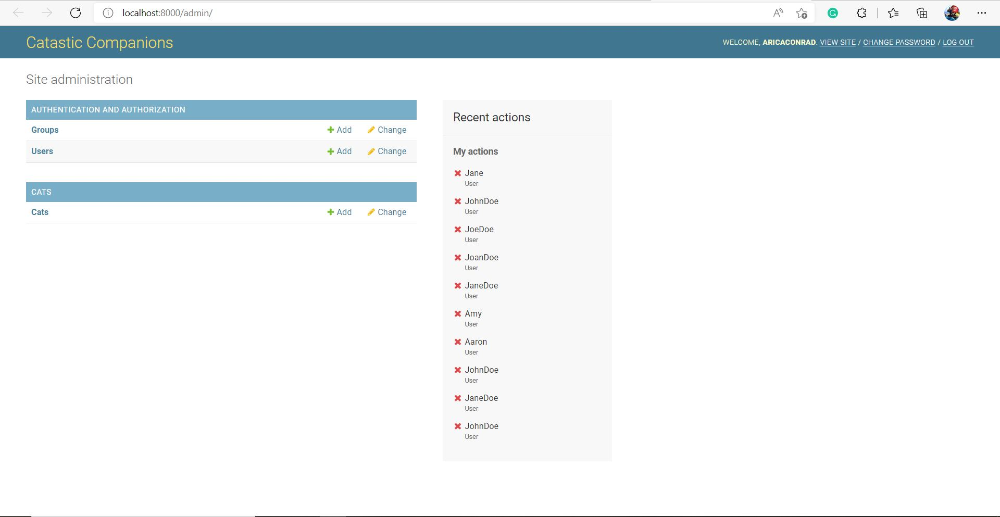 localhost:8000/admin/
Catastic Companions
WELCOME, ARICACONRAD. VIEW SITE / CHANGE PASSWORD / LOG OUT
Site administration
AUTHENTICATION AND AUTHORIZATION
Groups Add Change
Users Add Change
CATS
Cats Add Change
Recent actions
My actions
Jane
User
JohnDoe
User
JoeDoe
User
JoanDoe
User
JaneDoe
User
Amy
User
Aaron
User
JohnDoe
User
JaneDoe
User
JohnDoe
User